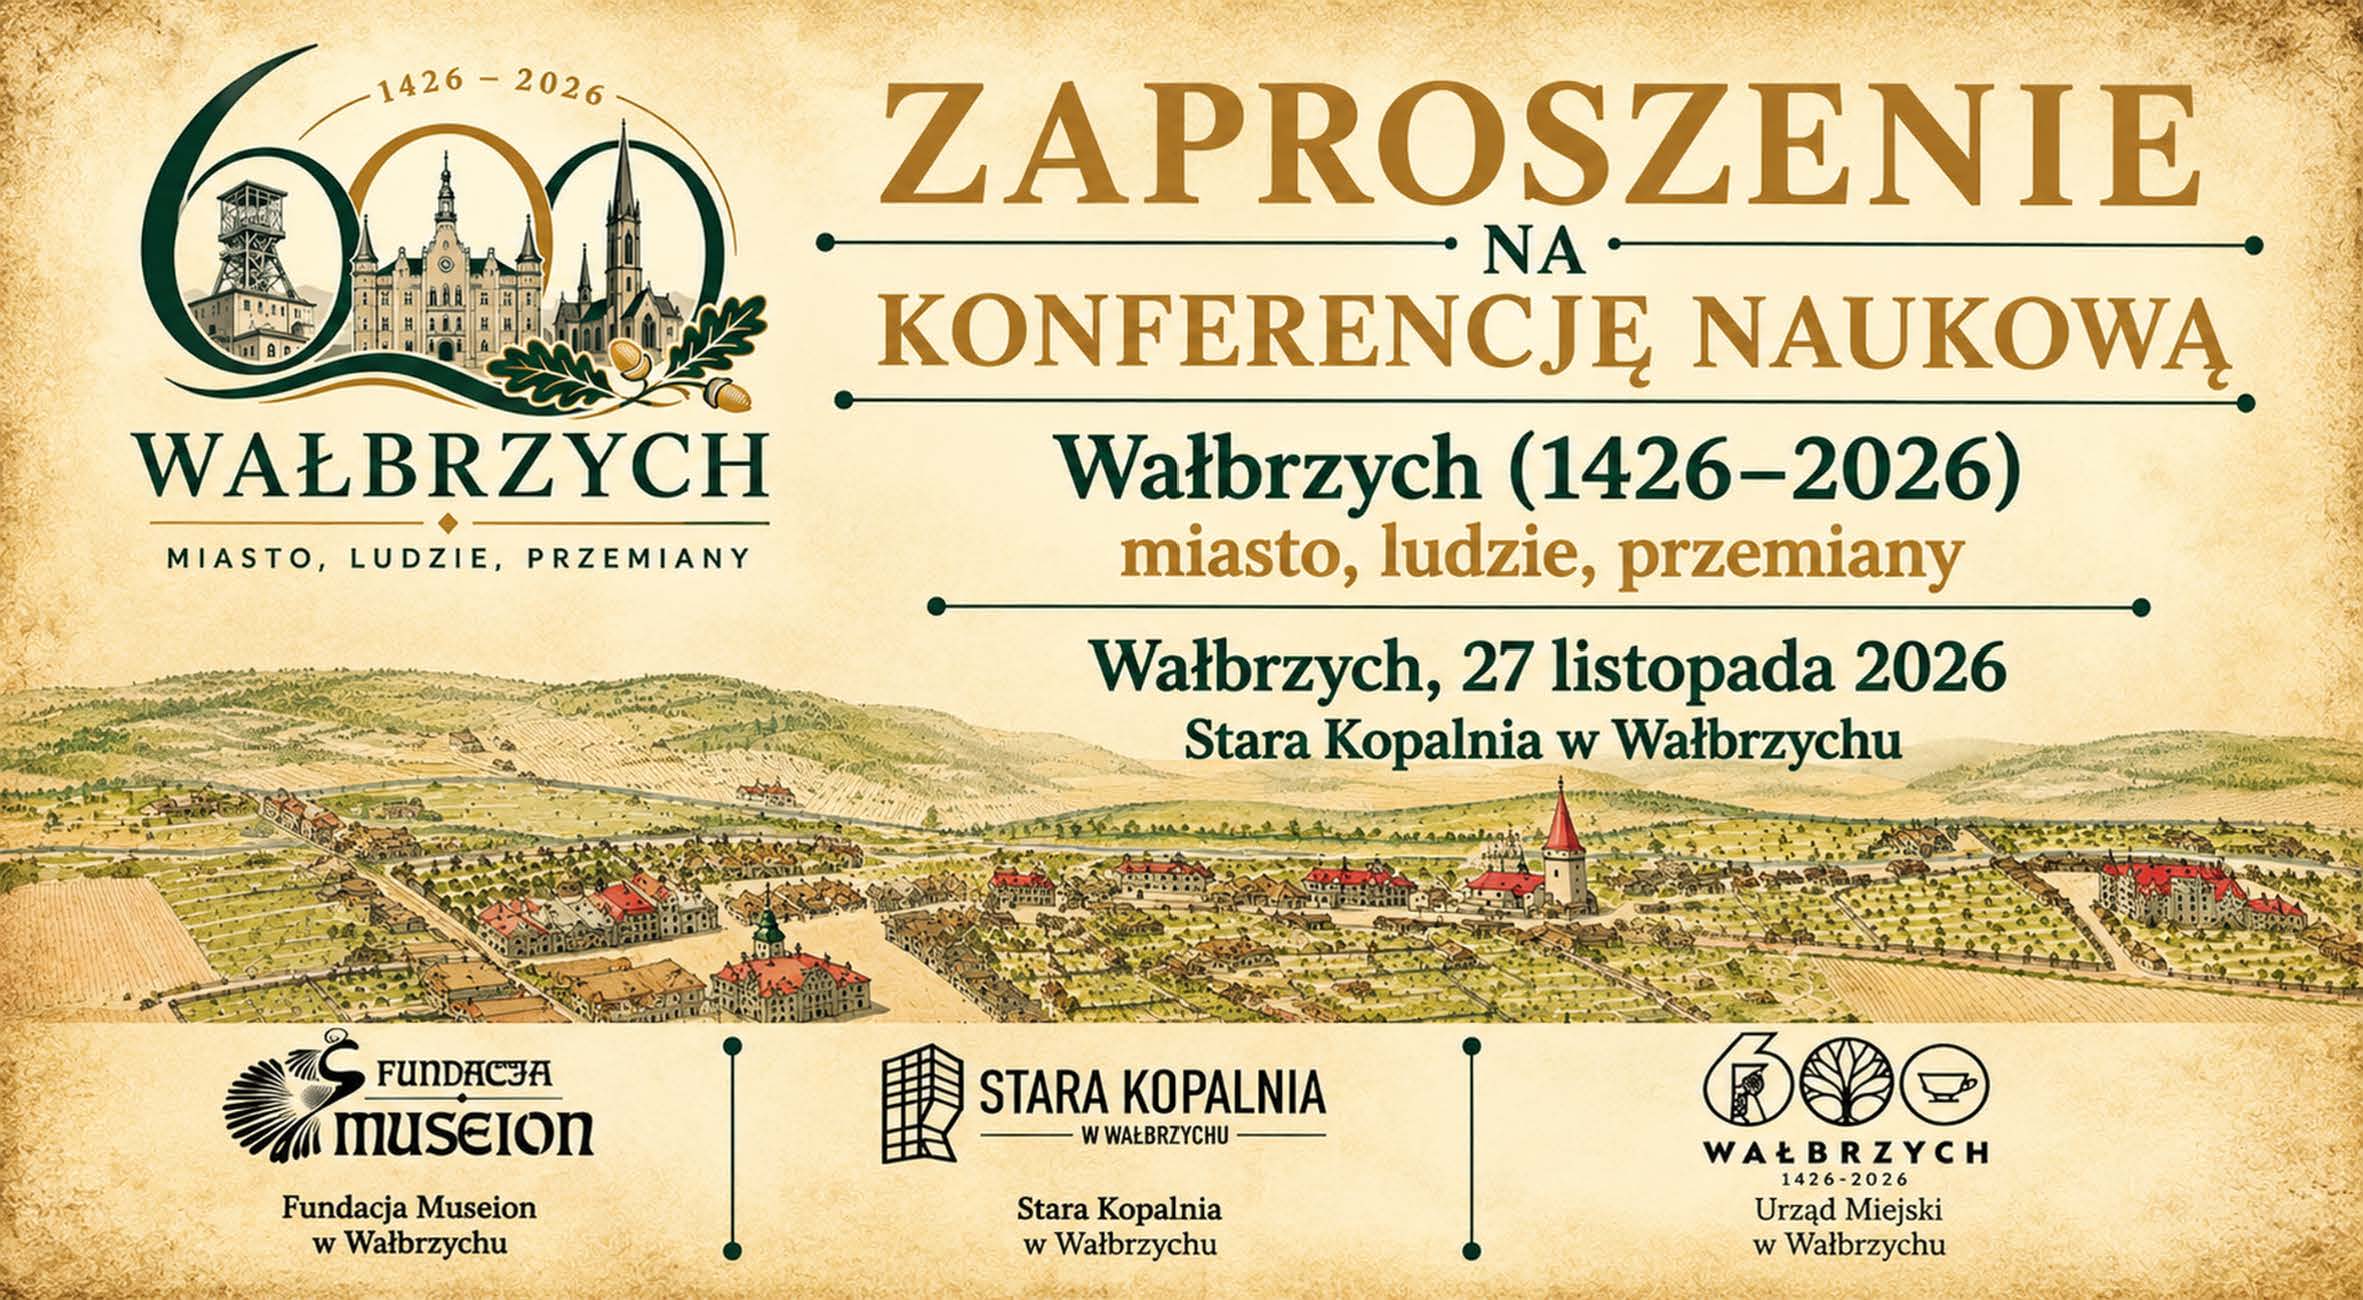 1426 – 2026
600
WAŁBRZYCH
MIASTO, LUDZIE, PRZEMIANY
ZAPROSZENIE
NA
KONFERENCJĘ NAUKOWĄ
Wałbrzych (1426–2026)
miasto, ludzie, przemiany
Wałbrzych, 27 listopada 2026
Stara Kopalnia w Wałbrzychu
FUNDACJA
MUSEION
Fundacja Museion
w Wałbrzychu
STARA KOPALNIA
W WAŁBRZYCHU
Stara Kopalnia
w Wałbrzychu
600
WAŁBRZYCH
1426-2026
Urząd Miejski
w Wałbrzychu